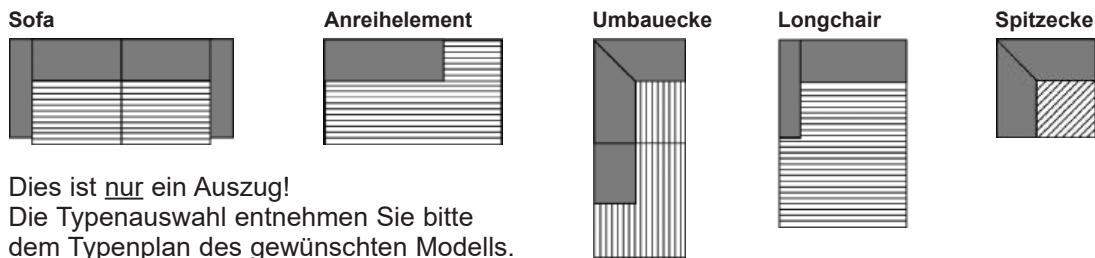 Sofa
Anreihelement
Umbauecke
Longchair
Spitzecke
Dies ist nur ein Auszug!
Die Typenauswahl entnehmen Sie bitte
dem Typenplan des gewünschten Modells.